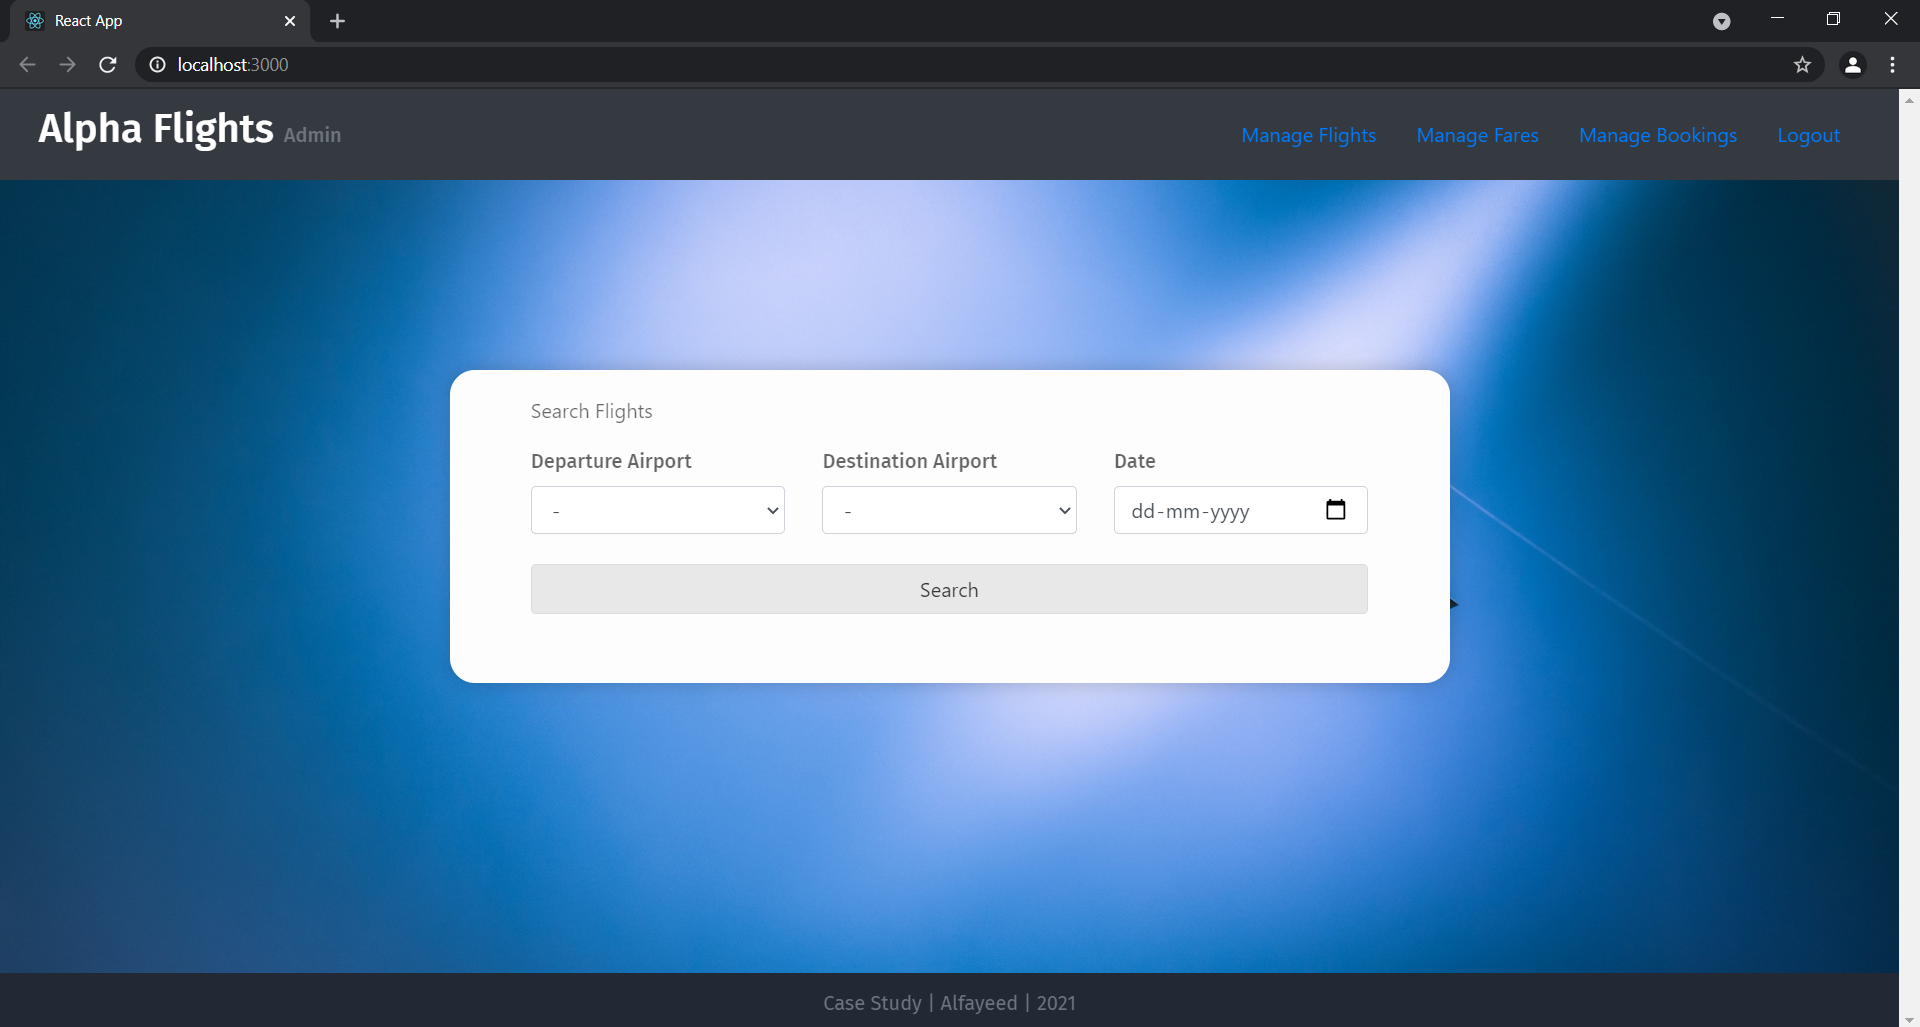 React App
localhost:3000
Alpha Flights Admin
Manage Flights Manage Fares Manage Bookings Logout
Search Flights
Departure Airport Destination Airport Date
- - dd-mm-yyyy
Search
Case Study | Alfayeed | 2021